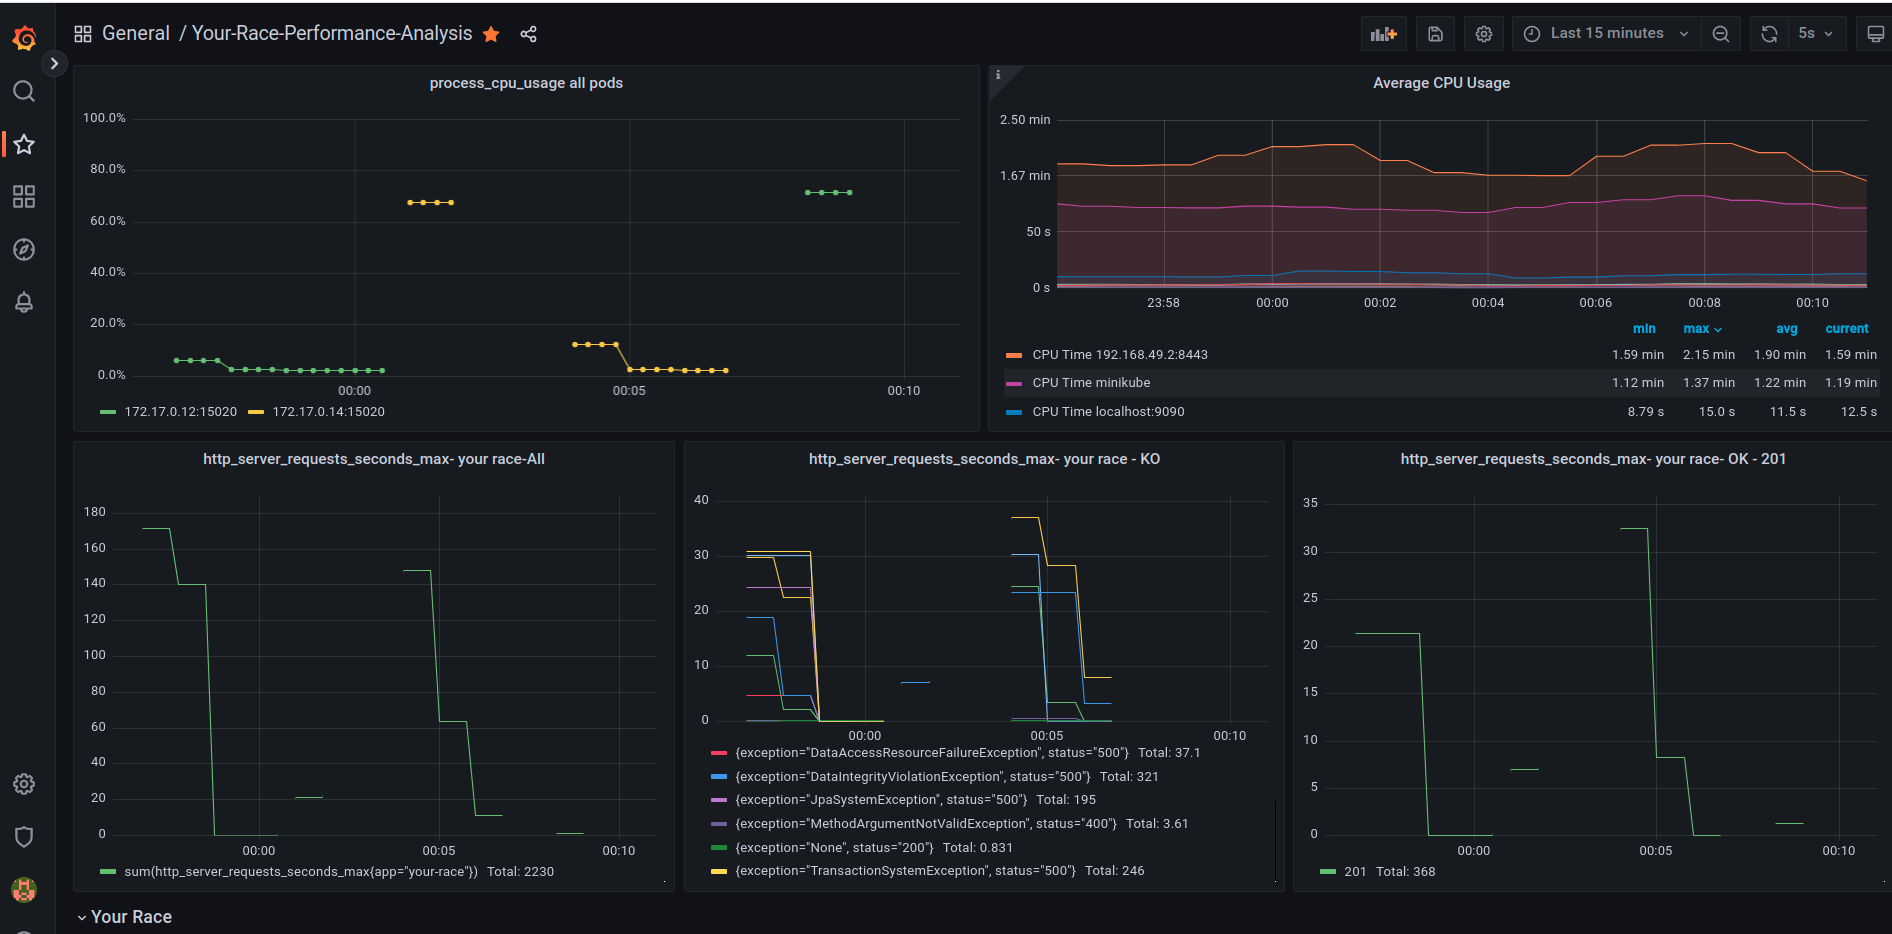 General / Your-Race-Performance-Analysis
Last 15 minutes
5s
process_cpu_usage all pods
100.0%
80.0%
60.0%
40.0%
20.0%
0.0%
00:00 00:05 00:10
172.17.0.12:15020 172.17.0.14:15020
i
Average CPU Usage
2.50 min
1.67 min
50 s
0 s
23:58 00:00 00:02 00:04 00:06 00:08 00:10
min max avg current
CPU Time 192.168.49.2:8443 1.59 min 2.15 min 1.90 min 1.59 min
CPU Time minikube 1.12 min 1.37 min 1.22 min 1.19 min
CPU Time localhost:9090 8.79 s 15.0 s 11.5 s 12.5 s
http_server_requests_seconds_max- your race-All
180
160
140
120
100
80
60
40
20
0
00:00 00:05 00:10
sum(http_server_requests_seconds_max{app="your-race"}) Total: 2230
http_server_requests_seconds_max- your race - KO
40
30
20
10
0
00:00 00:05 00:10
{exception="DataAccessResourceFailureException", status="500"} Total: 37.1
{exception="DataIntegrityViolationException", status="500"} Total: 321
{exception="JpaSystemException", status="500"} Total: 195
{exception="MethodArgumentNotValidException", status="400"} Total: 3.61
{exception="None", status="200"} Total: 0.831
{exception="TransactionSystemException", status="500"} Total: 246
http_server_requests_seconds_max- your race- OK - 201
35
30
25
20
15
10
5
0
00:00 00:05 00:10
201 Total: 368
Your Race